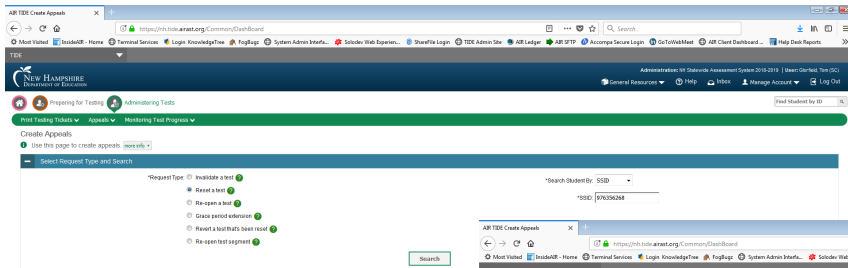 AIR TIDE Create Appeals
https://nh.tide.airast.org/Common/DashBoard
Search
Most Visited InsideAIR - Home Terminal Services Login KnowledgeTree FogBugz System Admin Interfa... Solodev Web Experien... ShareFile Login TIDE Admin Site AIR Ledger AIR SFTP Accompa Secure Login GoToWebMeet AIR Client Dashboard ... Help Desk Reports
TIDE
Administration: NH Statewide Assessment System 2018-2019 | User: Glorfield, Tom (SC)
NEW HAMPSHIRE
DEPARTMENT OF EDUCATION
General Resources Help Inbox Manage Account Log Out
Preparing for Testing Administering Tests
Find Student by ID
Print Testing Tickets Appeals Monitoring Test Progress
Create Appeals
Use this page to create appeals. more info +
Select Request Type and Search
*Request Type: Invalidate a test
*Search Student By: SSID
Reset a test
*SSID: 976356268
Re-open a test
Grace period extension
Revert a test that's been reset
Re-open test segment
Search
AIR TIDE Create Appeals
https://nh.tide.airast.org/Common/DashBoard
Most Visited InsideAIR - Home Terminal Services Login KnowledgeTree FogBugz System Admin Interfa... Solodev Web